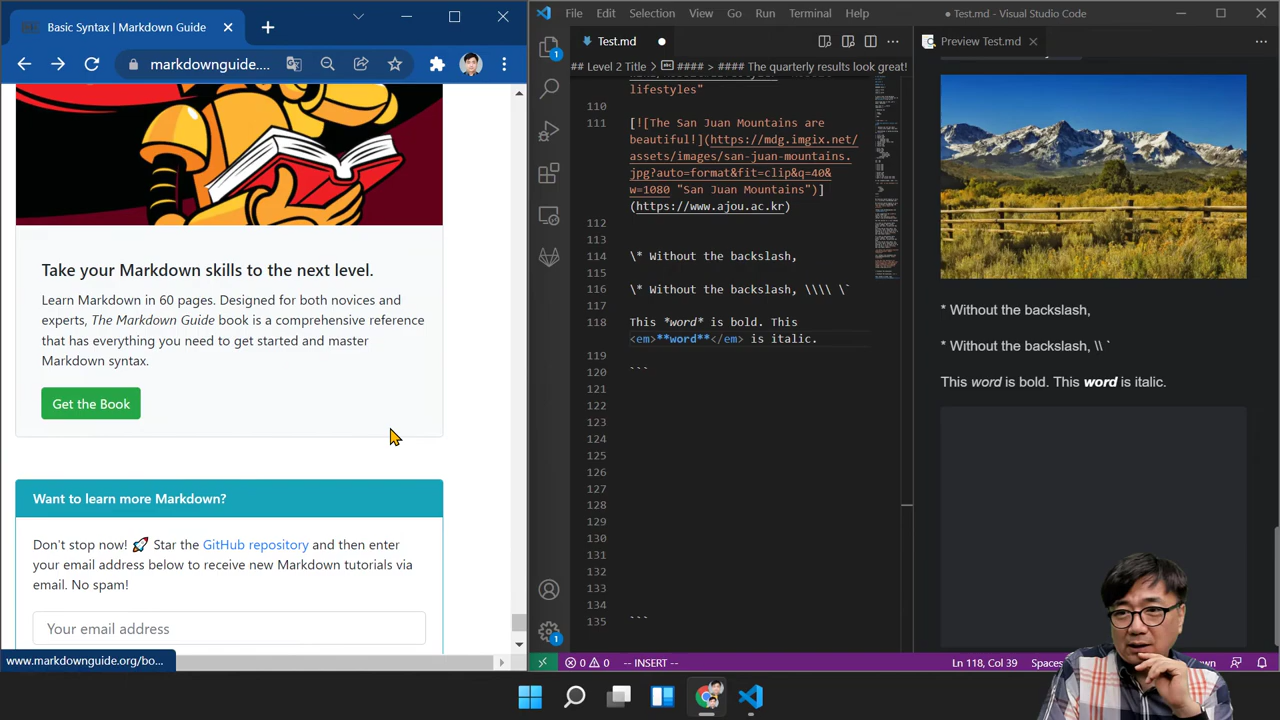 Basic Syntax | Markdown Guide
markdownguide....
Take your Markdown skills to the next level.
Learn Markdown in 60 pages. Designed for both novices and
experts, The Markdown Guide book is a comprehensive reference
that has everything you need to get started and master
Markdown syntax.
Get the Book
Want to learn more Markdown?
Don't stop now! 🚀 Star the GitHub repository and then enter
your email address below to receive new Markdown tutorials via
email. No spam!
Your email address
www.markdownguide.org/bo...
File Edit Selection View Go Run Terminal Help
● Test.md - Visual Studio Code
Test.md
## Level 2 Title > #### > #### The quarterly results look great!
lifestyles"
110
111 [![The San Juan Mountains are
beautiful!](https://mdg.imgix.net/
assets/images/san-juan-mountains.
jpg?auto=format&fit=clip&q=40&
w=1080 "San Juan Mountains")]
(https://www.ajou.ac.kr)
112
113
114 \* Without the backslash,
115
116 \* Without the backslash, \\\\ \`
117
118 This *word* is bold. This
<em>**word**</em> is italic.
119
120 ```
121
122
123
124
125
126
127
128
129
130
131
132
133
134
135 ```
1
1
0 0 -- INSERT --
Ln 118, Col 39 Spaces
Preview Test.md
* Without the backslash,
* Without the backslash, \\ `
This word is bold. This word is italic.